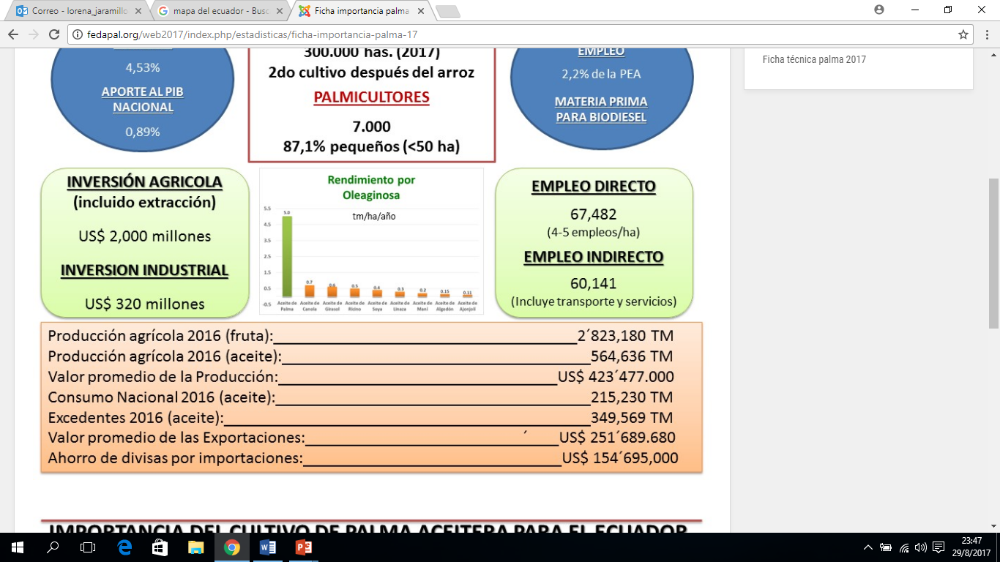 Correo - lorena_jaramillo
mapa del ecuador - Busc
Ficha importancia palma
fedapal.org/web2017/index.php/estadisticas/ficha-importancia-palma-17
Ficha técnica palma 2017
4,53%
APORTE AL PIB
NACIONAL
0,89%
300.000 has. (2017)
2do cultivo después del arroz
PALMICULTORES
7.000
87,1% pequeños (<50 ha)
EMPLEO
2,2% de la PEA
MATERIA PRIMA
PARA BIODIESEL
INVERSIÓN AGRICOLA
(incluido extracción)
US$ 2,000 millones
INVERSION INDUSTRIAL
US$ 320 millones
Rendimiento por
Oleaginosa
tm/ha/año
5.5
4.5
3.5
2.5
1.5
0.5
-0.5
5.0
0.7
0.6
0.5
0.4
0.3
0.2
0.15
0.11
Aceite de Palma
Aceite de Canola
Aceite de Girasol
Aceite de Ricino
Aceite de Soya
Aceite de Linaza
Aceite de Maní
Aceite de Algodón
Aceite de Ajonjolí
EMPLEO DIRECTO
67,482
(4-5 empleos/ha)
EMPLEO INDIRECTO
60,141
(Incluye transporte y servicios)
Producción agrícola 2016 (fruta): 2´823,180 TM
Producción agrícola 2016 (aceite): 564,636 TM
Valor promedio de la Producción: US$ 423´477.000
Consumo Nacional 2016 (aceite): 215,230 TM
Excedentes 2016 (aceite): 349,569 TM
Valor promedio de las Exportaciones: ´ US$ 251´689.680
Ahorro de divisas por importaciones: US$ 154´695,000
IMPORTANCIA DEL CULTIVO DE PALMA ACEITERA PARA EL ECUADOR
23:47
29/8/2017